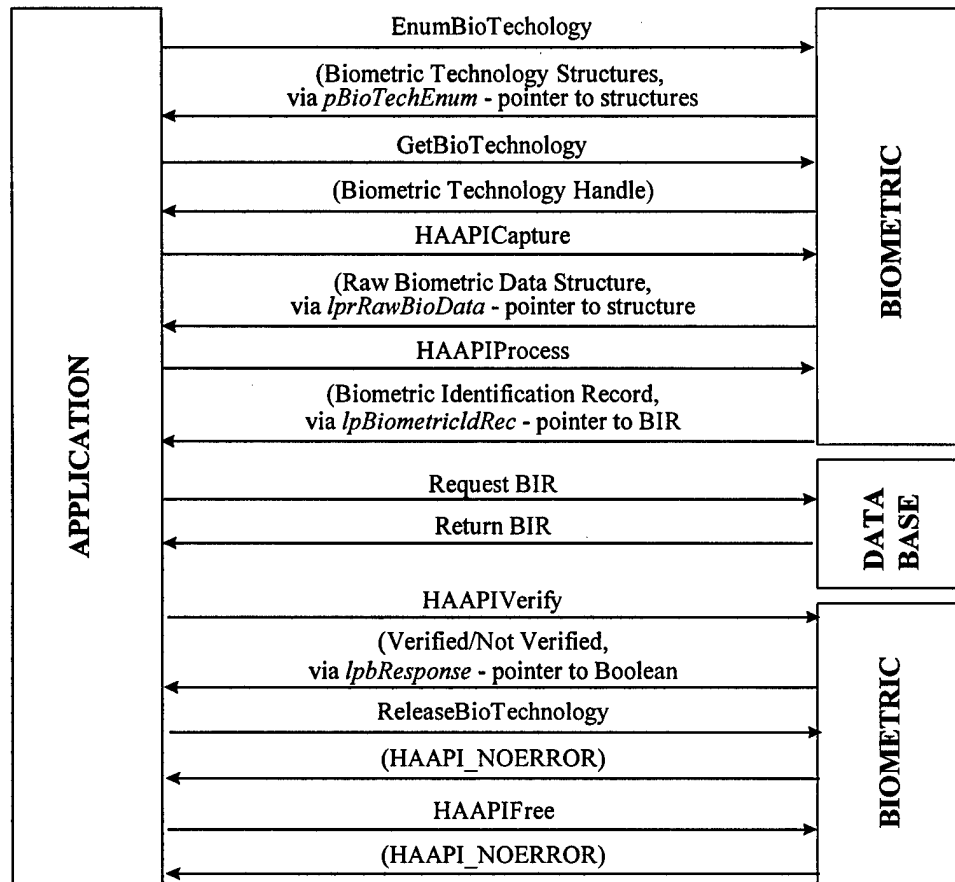 APPLICATION
EnumBioTechology
(Biometric Technology Structures,
via pBioTechEnum - pointer to structures
GetBioTechnology
(Biometric Technology Handle)
HAAPICapture
(Raw Biometric Data Structure,
via lprRawBioData - pointer to structure
HAAPIProcess
(Biometric Identification Record,
via lpBiometricIdRec - pointer to BIR
BIOMETRIC
Request BIR
Return BIR
DATA
BASE
HAAPIVerify
(Verified/Not Verified,
via lpbResponse - pointer to Boolean
ReleaseBioTechnology
(HAAPI_NOERROR)
HAAPIFree
(HAAPI_NOERROR)
BIOMETRIC